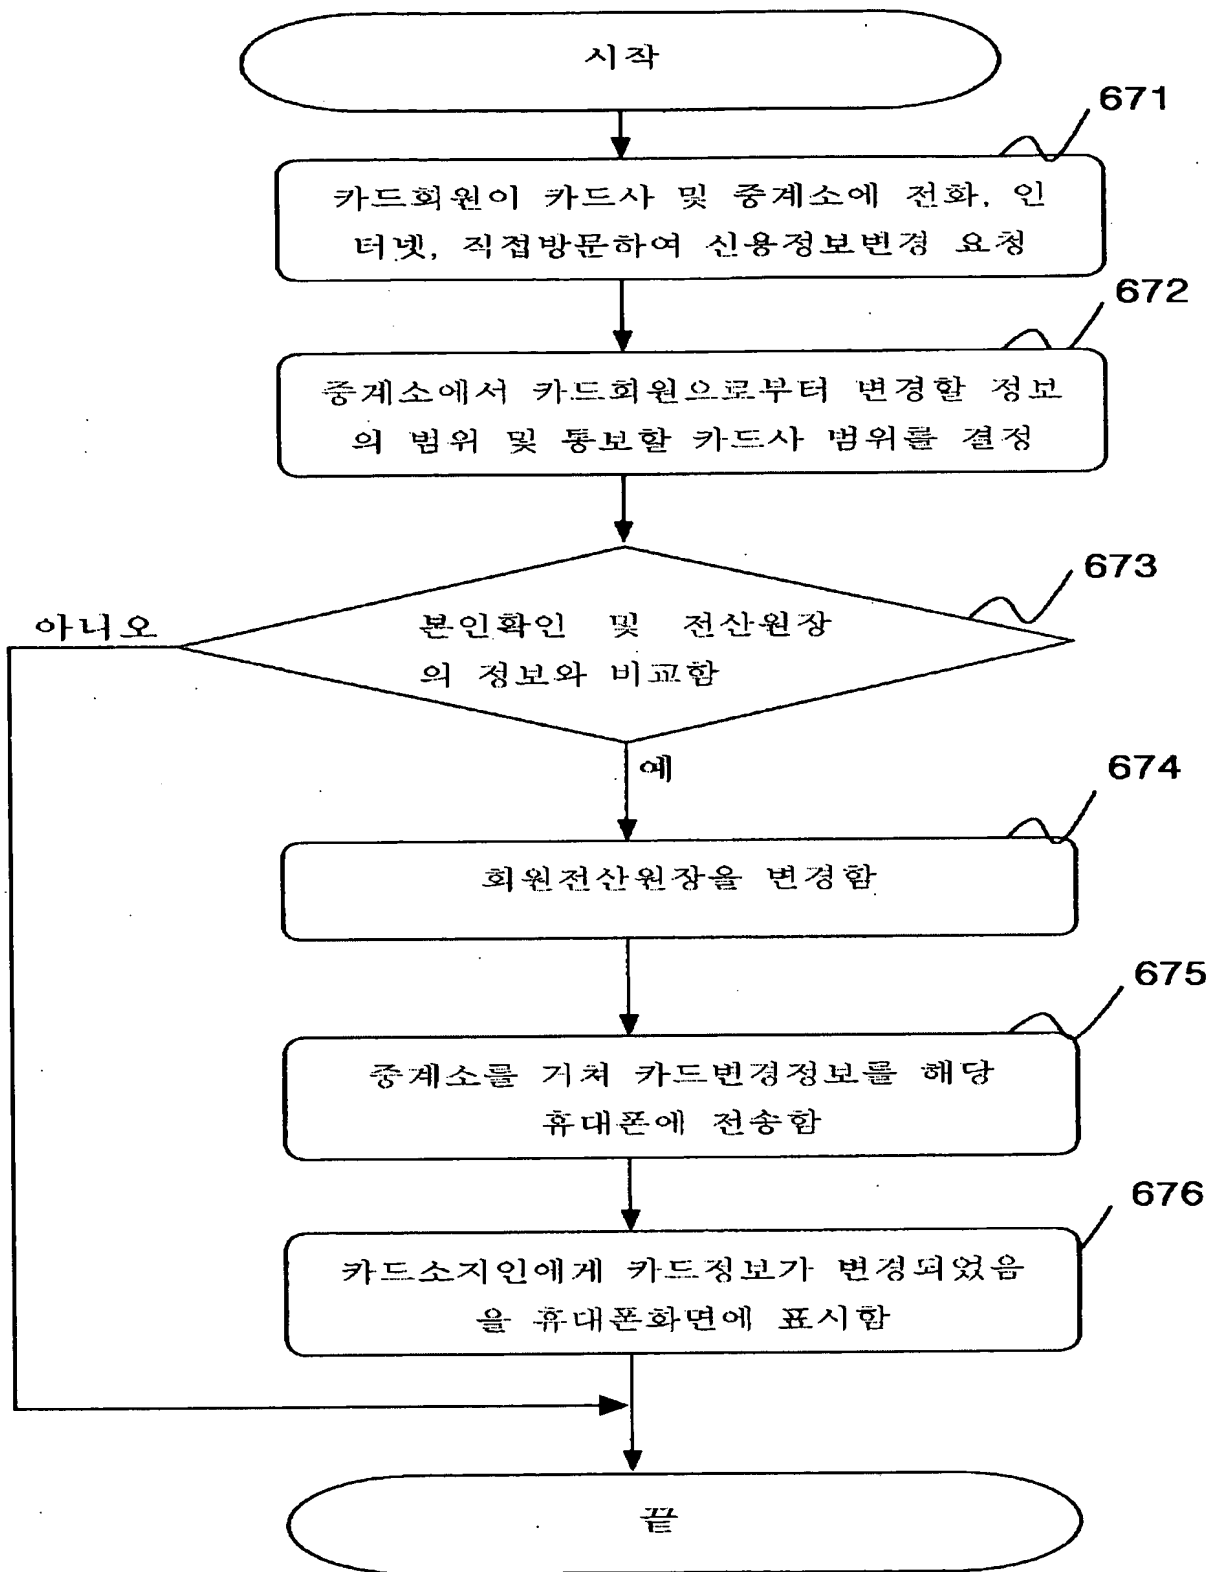 시작
671
카드회원이 카드사 및 중계소에 전화, 인
터넷, 직접방문하여 신용정보변경 요청
672
중계소에서 카드회원으로부터 변경할 정보
의 범위 및 통보할 카드사 범위를 결정
673
아니오
본인확인 및 전산원장
의 정보와 비교함
예
674
회원전산원장을 변경함
675
중계소를 거쳐 카드변경정보를 해당
휴대폰에 전송함
676
카드소지인에게 카드정보가 변경되었음
을 휴대폰화면에 표시함
끝